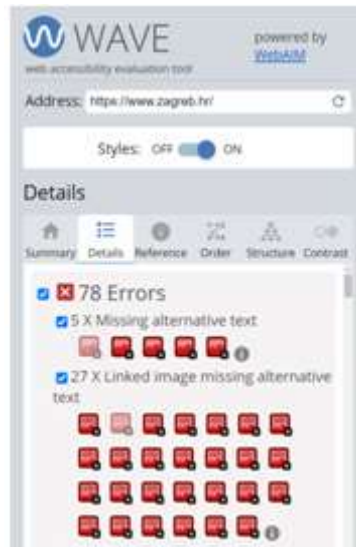 WAVE
powered by
WebAIM
web accessibility evaluation tool
Address: https://www.zagreb.hr/
Styles: OFF ON
Details
Summary Details Reference Order Structure Contrast
78 Errors
5 X Missing alternative text
27 X Linked image missing alternative
text